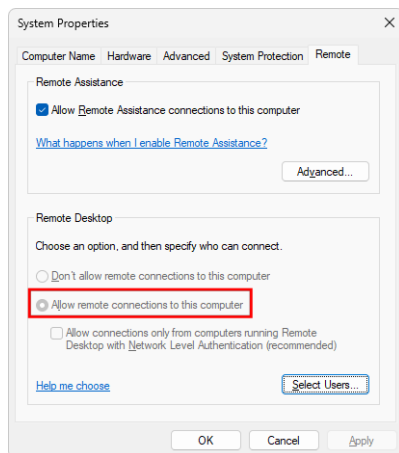 System Properties
Computer Name Hardware Advanced System Protection Remote
Remote Assistance
Allow Remote Assistance connections to this computer
What happens when I enable Remote Assistance?
Advanced...
Remote Desktop
Choose an option, and then specify who can connect.
Don't allow remote connections to this computer
Allow remote connections to this computer
Allow connections only from computers running Remote
Desktop with Network Level Authentication (recommended)
Help me choose
Select Users...
OK Cancel Apply